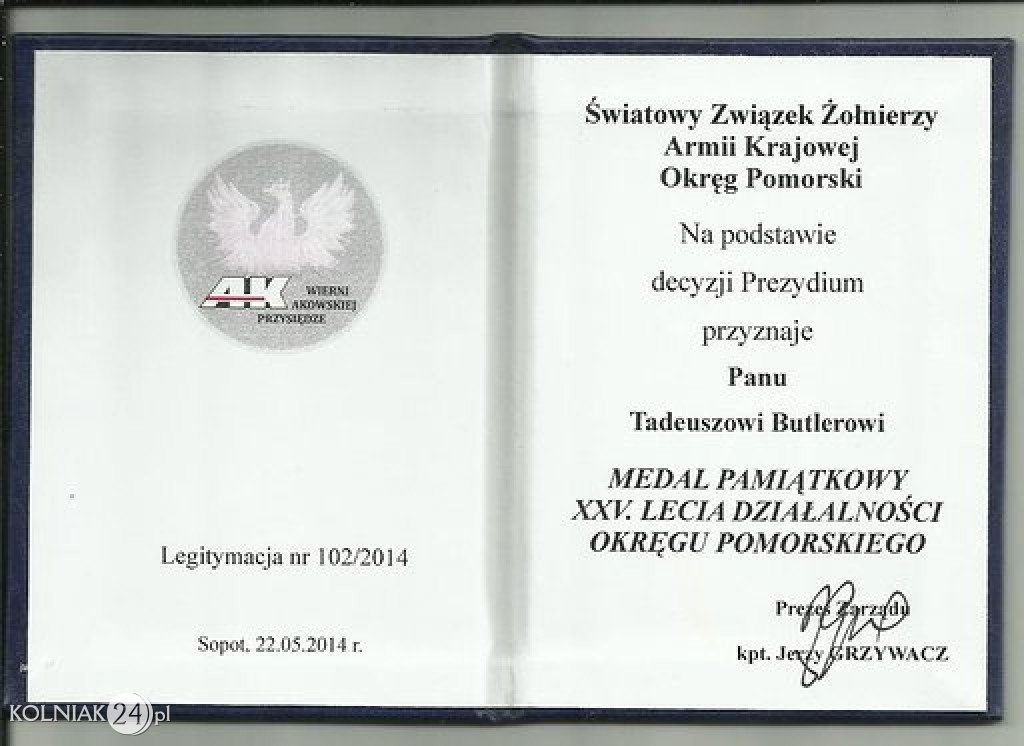 AK
WIERNI
AKOWSKIEJ
PRZYSIĘDZE
Legitymacja nr 102/2014
Sopot, 22.05.2014 r.
Światowy Związek Żołnierzy
Armii Krajowej
Okręg Pomorski
Na podstawie
decyzji Prezydium
przyznaje
Panu
Tadeuszowi Butlerowi
MEDAL PAMIĄTKOWY
XXV. LECIA DZIAŁALNOŚCI
OKRĘGU POMORSKIEGO
Prezes Zarządu
kpt. Jerzy GRZYWACZ
KOLNIAK24.pl